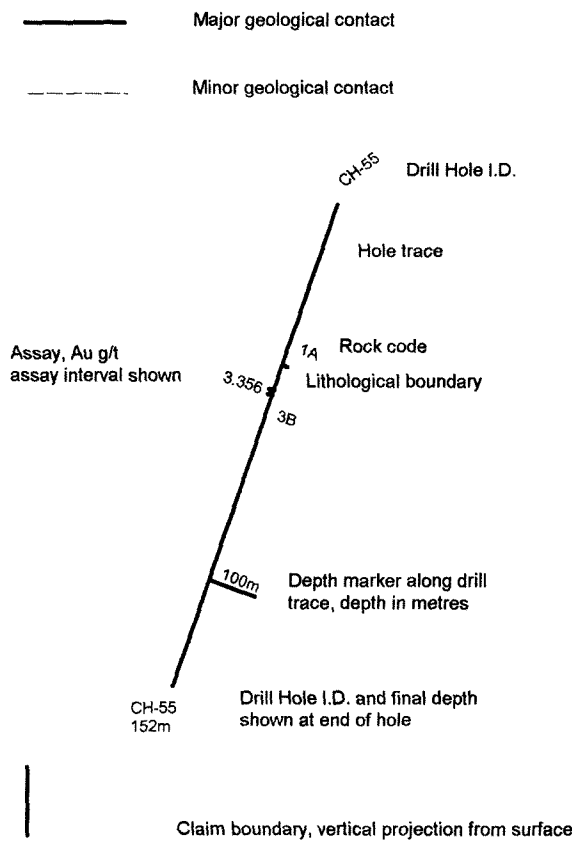 Major geological contact
Minor geological contact
CH-55
Drill Hole I.D.
Hole trace
1A
Rock code
Assay, Au g/t
assay interval shown
3.356
Lithological boundary
3B
100m
Depth marker along drill
trace, depth in metres
CH-55
152m
Drill Hole I.D. and final depth
shown at end of hole
Claim boundary, vertical projection from surface